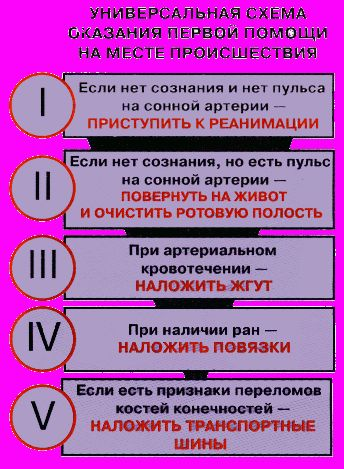 УНИВЕРСАЛЬНАЯ СХЕМА
ОКАЗАНИЯ ПЕРВОЙ ПОМОЩИ
НА МЕСТЕ ПРОИСШЕСТВИЯ
I
Если нет сознания и нет пульса
на сонной артерии —
ПРИСТУПИТЬ К РЕАНИМАЦИИ
II
Если нет сознания, но есть пульс
на сонной артерии —
ПОВЕРНУТЬ НА ЖИВОТ
И ОЧИСТИТЬ РОТОВУЮ ПОЛОСТЬ
III
При артериальном
кровотечении —
НАЛОЖИТЬ ЖГУТ
IV
При наличии ран —
НАЛОЖИТЬ ПОВЯЗКИ
V
Если есть признаки переломов
костей конечностей —
НАЛОЖИТЬ ТРАНСПОРТНЫЕ
ШИНЫ